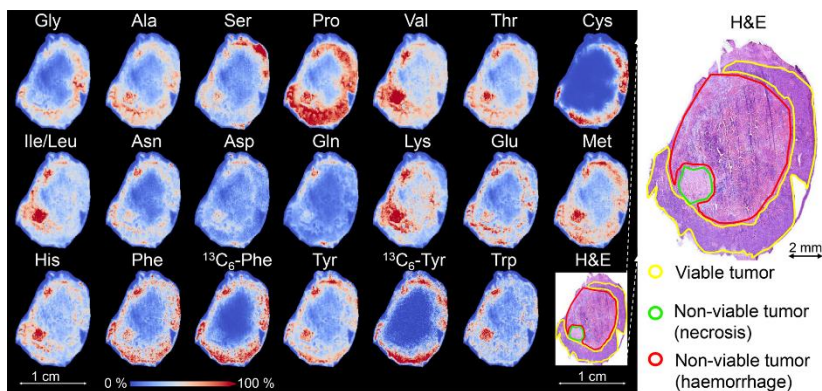 Gly Ala Ser Pro Val Thr Cys
Ile/Leu Asn Asp Gln Lys Glu Met
His Phe ¹³C₆-Phe Tyr ¹³C₆-Tyr Trp H&E
1 cm 0 % 100 % 1 cm
H&E
2 mm
Viable tumor
Non-viable tumor
(necrosis)
Non-viable tumor
(haemorrhage)